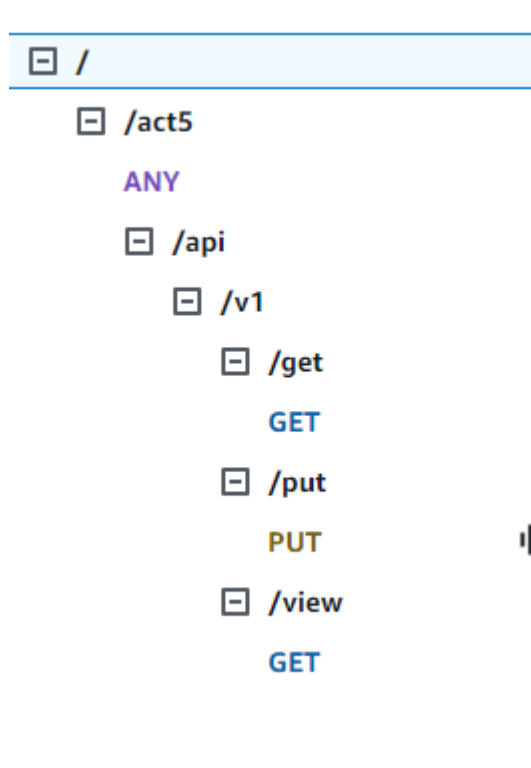 /
/act5
ANY
/api
/v1
/get
GET
/put
PUT
/view
GET